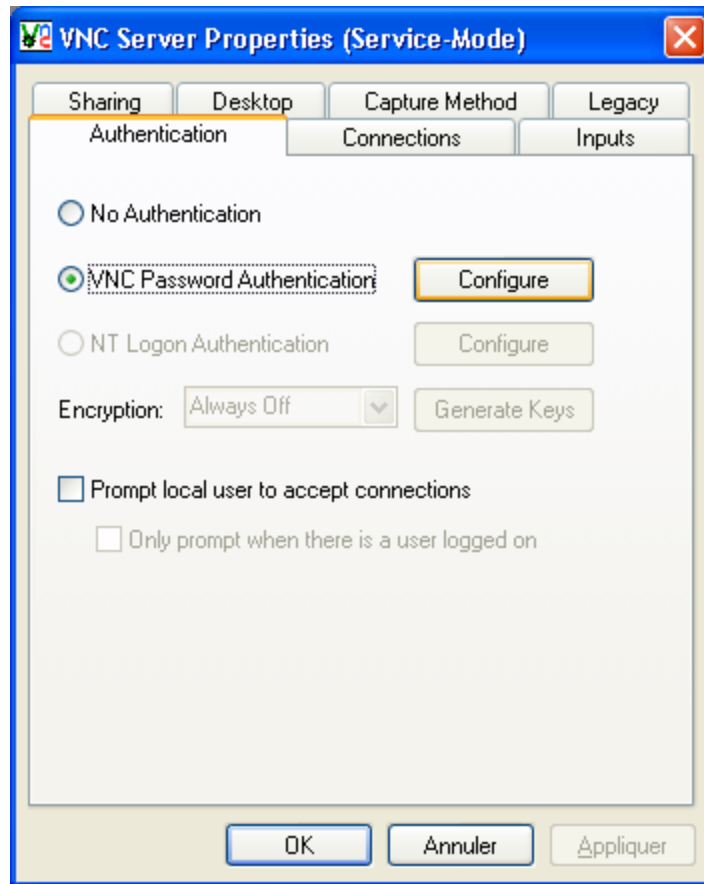 VNC Server Properties (Service-Mode)
Sharing Desktop Capture Method Legacy
Authentication Connections Inputs
No Authentication
VNC Password Authentication Configure
NT Logon Authentication Configure
Encryption: Always Off Generate Keys
Prompt local user to accept connections
Only prompt when there is a user logged on
OK Annuler Appliquer